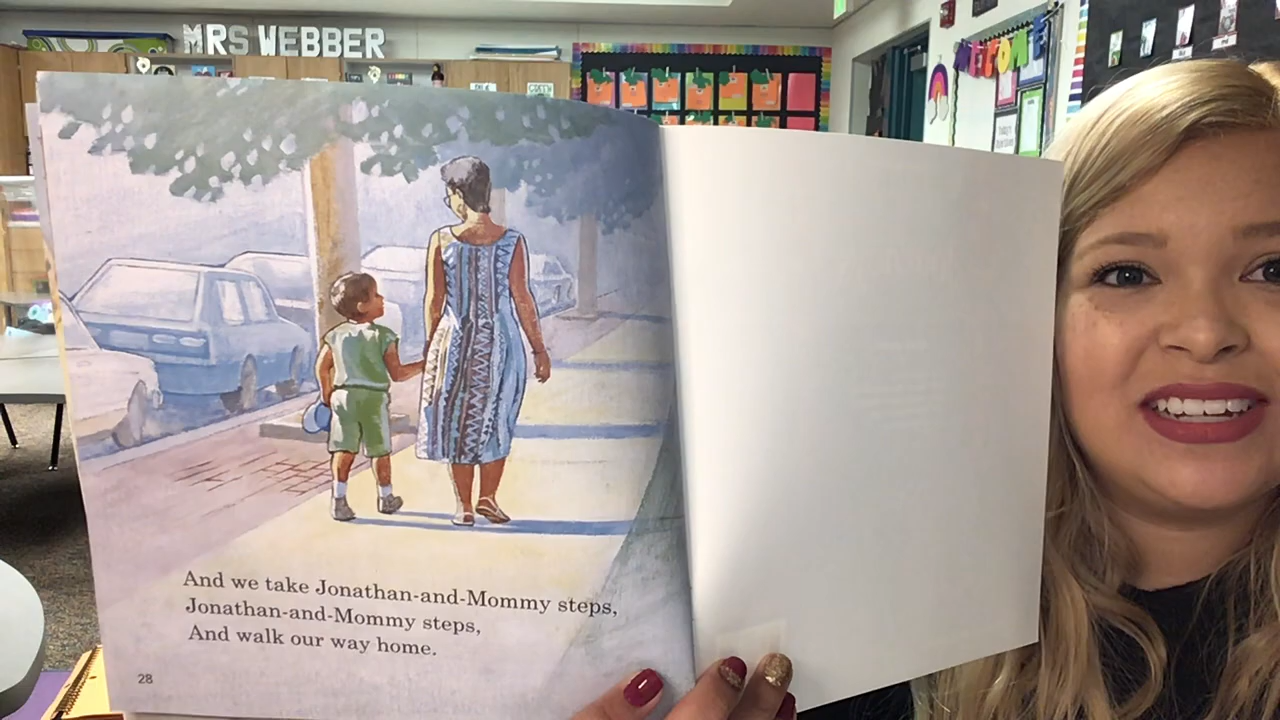 MRS WEBBER
WELCOME
And we take Jonathan-and-Mommy steps,
Jonathan-and-Mommy steps,
And walk our way home.
28